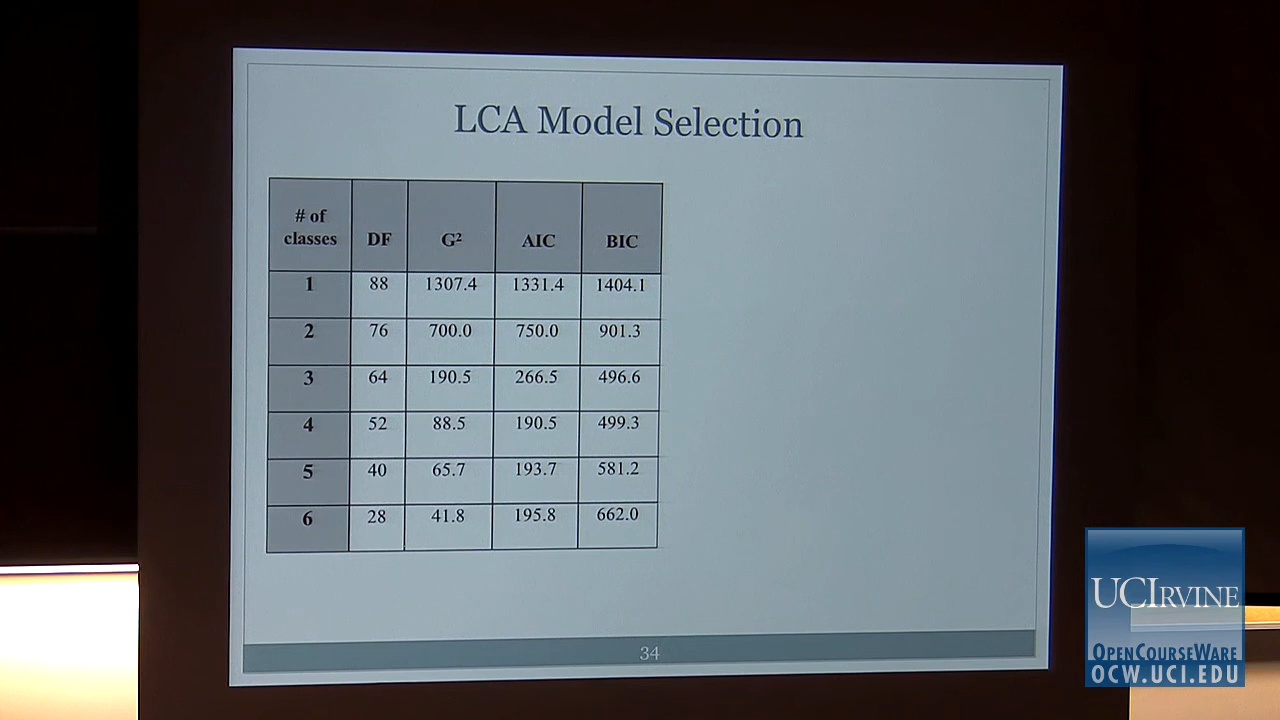 LCA Model Selection
# of classes DF G² AIC BIC
1 88 1307.4 1331.4 1404.1
2 76 700.0 750.0 901.3
3 64 190.5 266.5 496.6
4 52 88.5 190.5 499.3
5 40 65.7 193.7 581.2
6 28 41.8 195.8 662.0
34
UCIRVINE
OPENCOURSEWARE
OCW.UCI.EDU